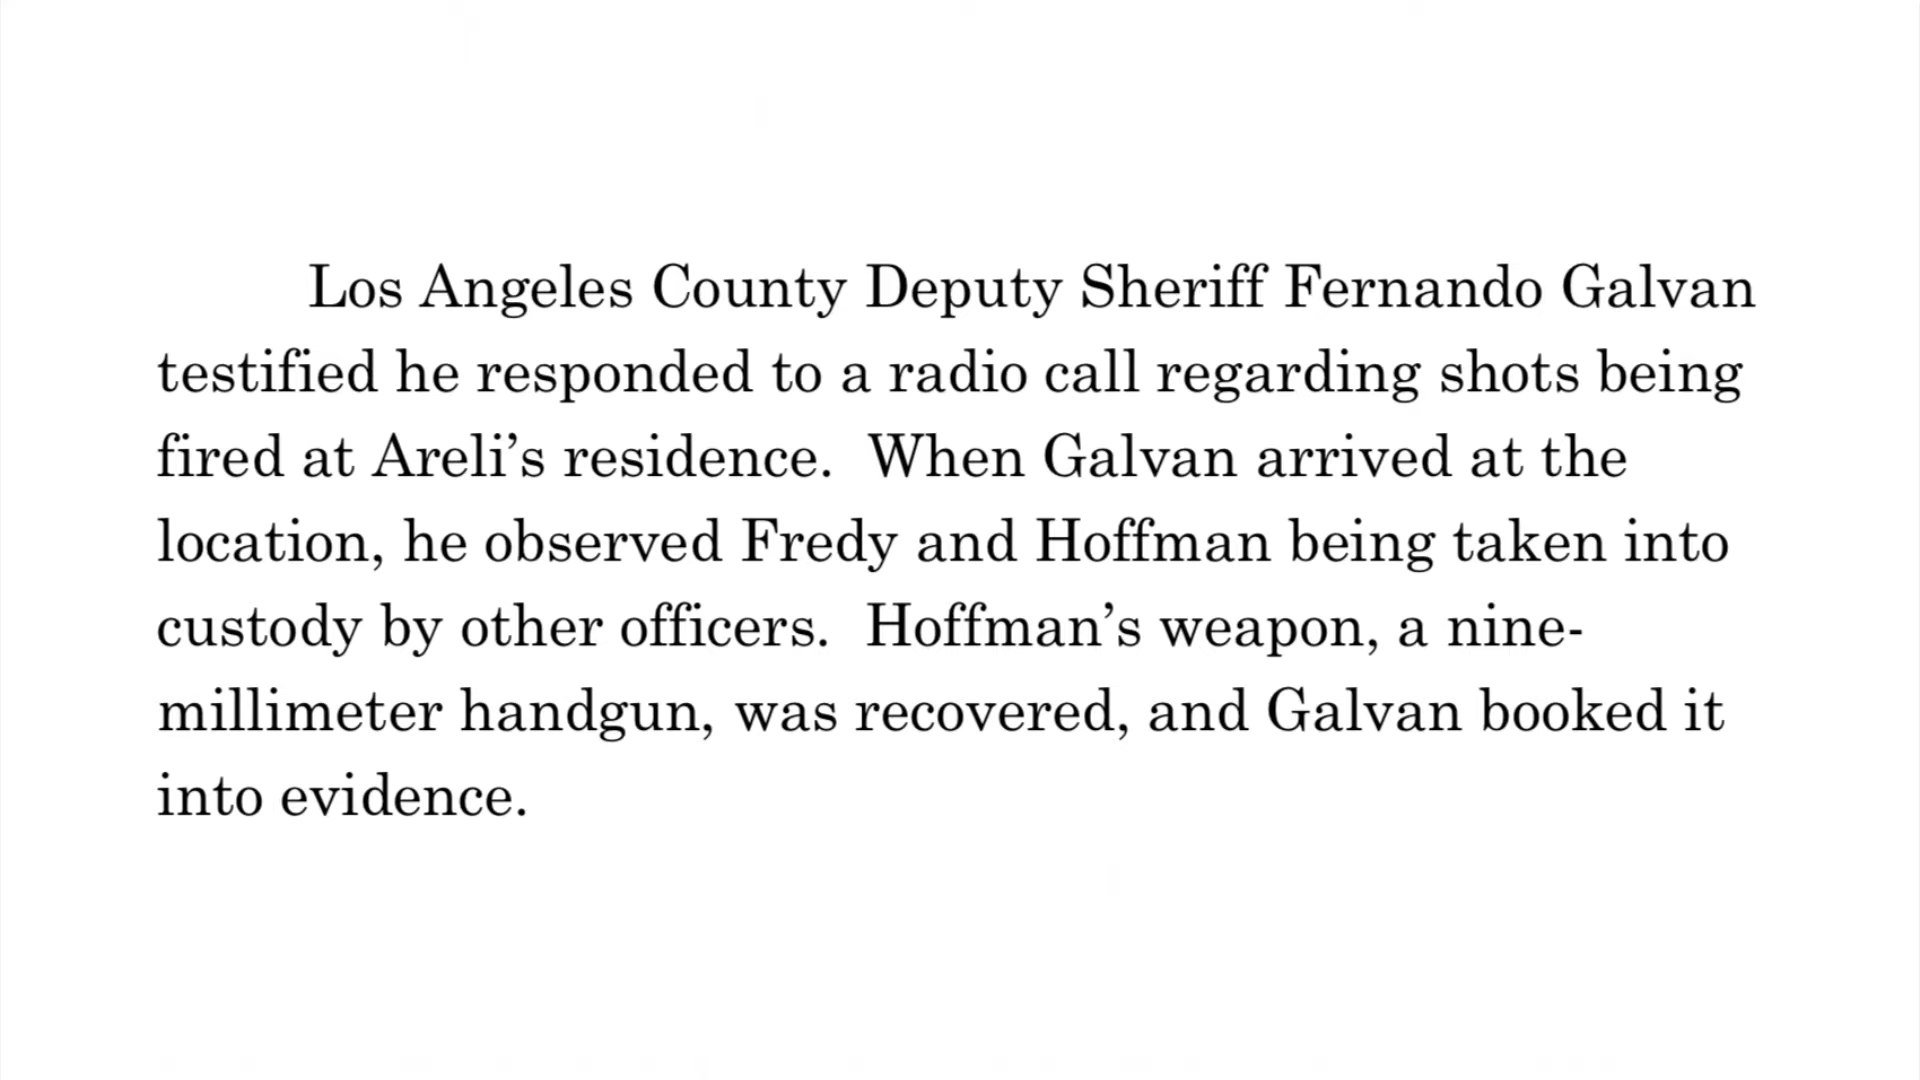 Los Angeles County Deputy Sheriff Fernando Galvan
testified he responded to a radio call regarding shots being
fired at Areli’s residence.  When Galvan arrived at the
location, he observed Fredy and Hoffman being taken into
custody by other officers.  Hoffman’s weapon, a nine-
millimeter handgun, was recovered, and Galvan booked it
into evidence.